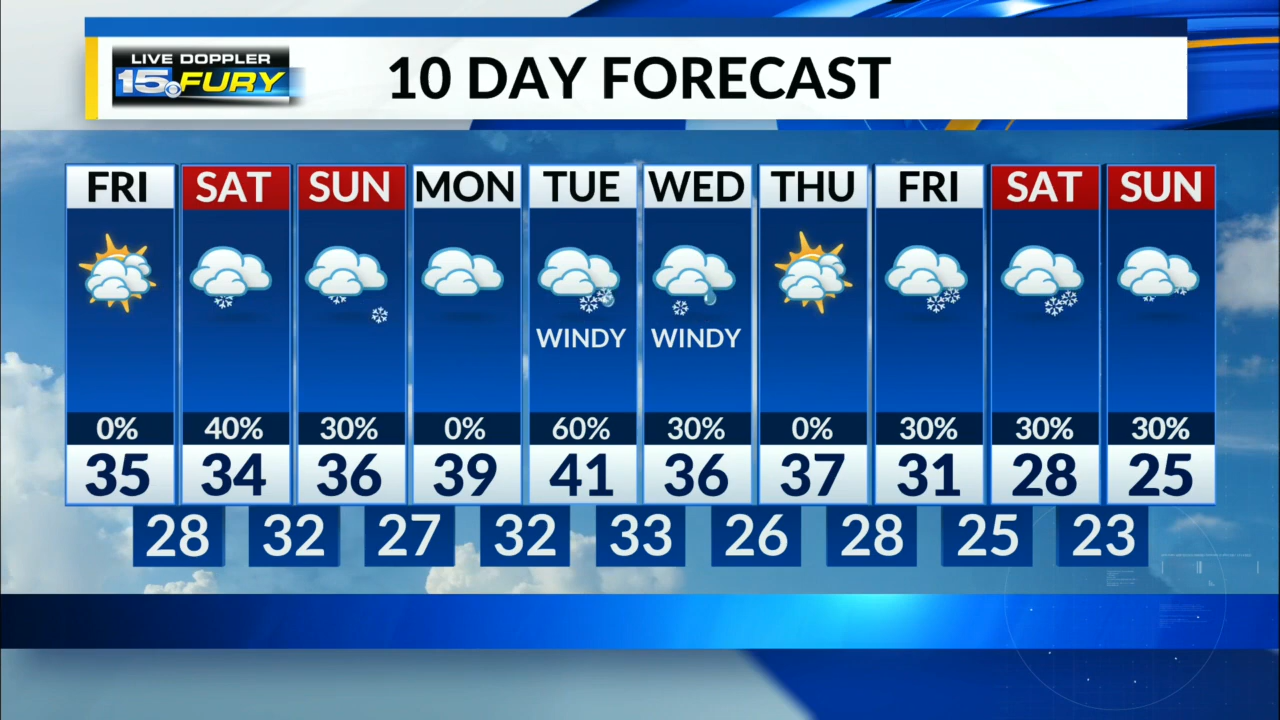 LIVE DOPPLER
15 FURY
10 DAY FORECAST
FRI SAT SUN MON TUE WED THU FRI SAT SUN
WINDY WINDY
0% 40% 30% 0% 60% 30% 0% 30% 30% 30%
35 34 36 39 41 36 37 31 28 25
28 32 27 32 33 26 28 25 23